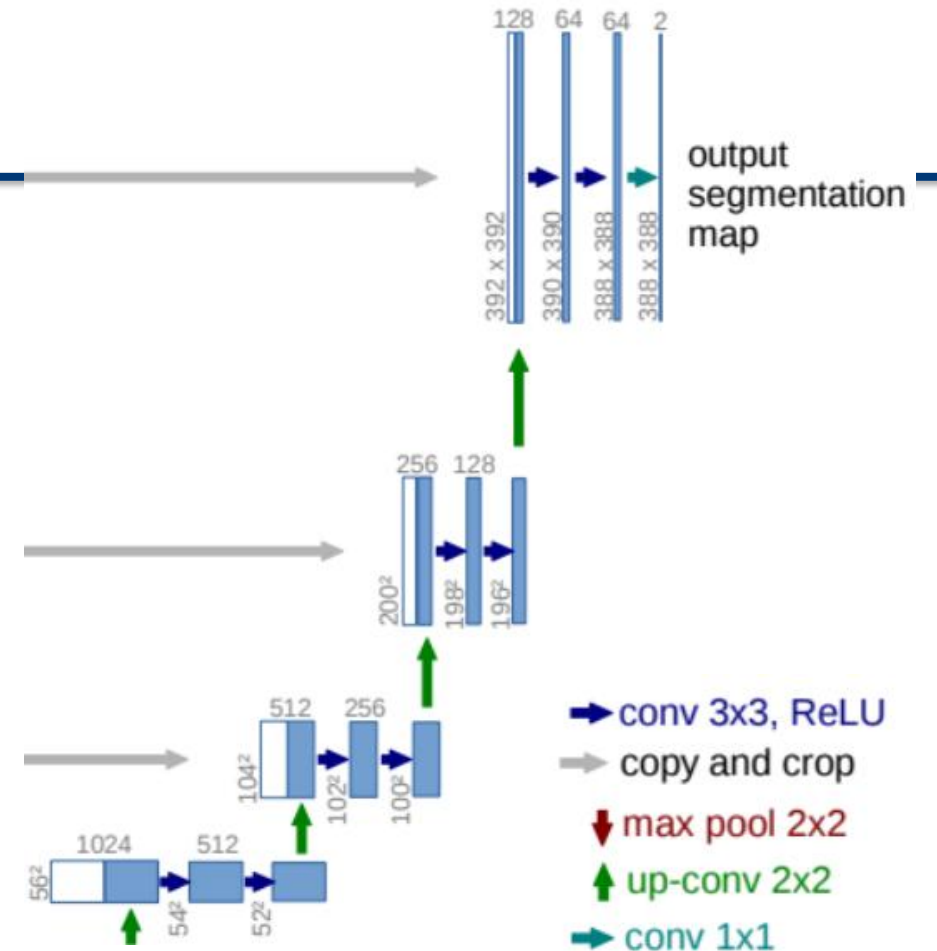 128 64 64 2
392 x 392
390 x 390
388 x 388
388 x 388
output
segmentation
map
256 128
200²
198²
196²
512 256
104²
102²
100²
1024 512
56²
54²
52²
conv 3x3, ReLU
copy and crop
max pool 2x2
up-conv 2x2
conv 1x1